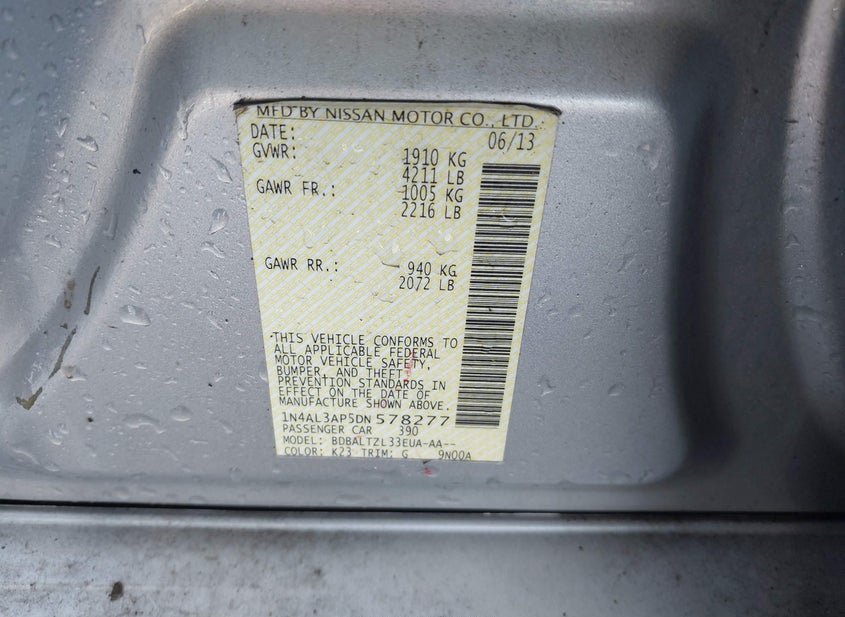 MFD BY NISSAN MOTOR CO., LTD.
DATE: 06/13
GVWR: 1910 KG
4211 LB
GAWR FR.: 1005 KG
2216 LB
GAWR RR.: 940 KG
2072 LB
THIS VEHICLE CONFORMS TO
ALL APPLICABLE FEDERAL
MOTOR VEHICLE SAFETY,
BUMPER, AND THEFT
PREVENTION STANDARDS IN
EFFECT ON THE DATE OF
MANUFACTURE SHOWN ABOVE.
1N4AL3AP5DN 578277
PASSENGER CAR 390
MODEL: BDBALTZL33EUA-AA--
COLOR: K23 TRIM: G 9N00A